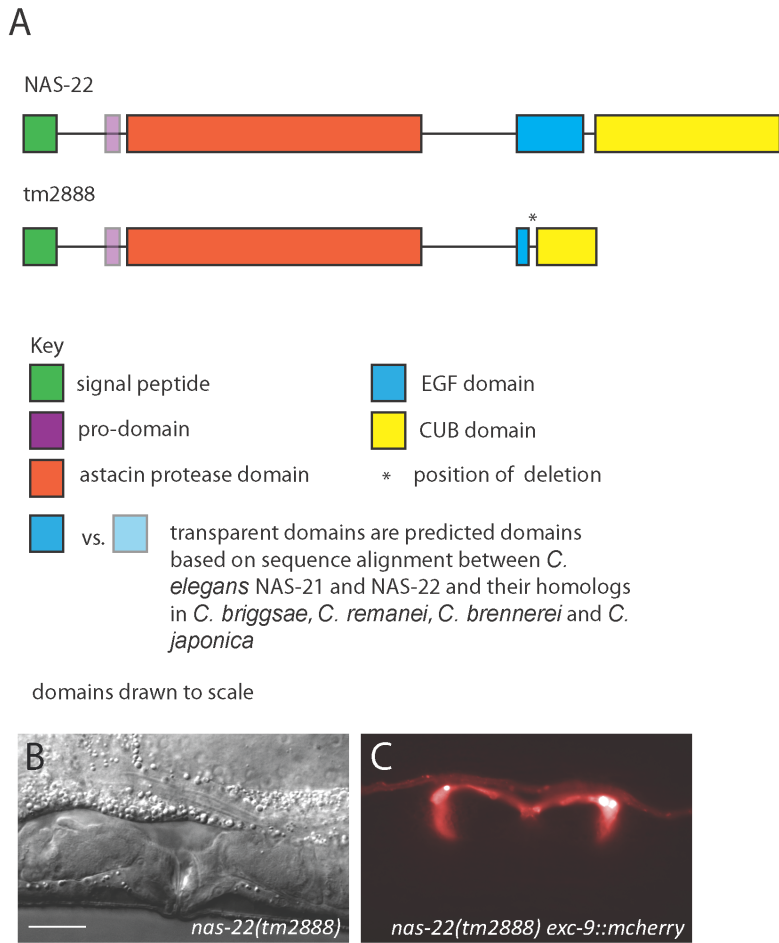 A
NAS-22
tm2888
*
Key
signal peptide
EGF domain
pro-domain
CUB domain
astacin protease domain
* position of deletion
vs.
transparent domains are predicted domains
based on sequence alignment between C.
elegans NAS-21 and NAS-22 and their homologs
in C. briggsae, C. remanei, C. brennerei and C.
japonica
domains drawn to scale
B
nas-22(tm2888)
C
nas-22(tm2888) exc-9::mcherry